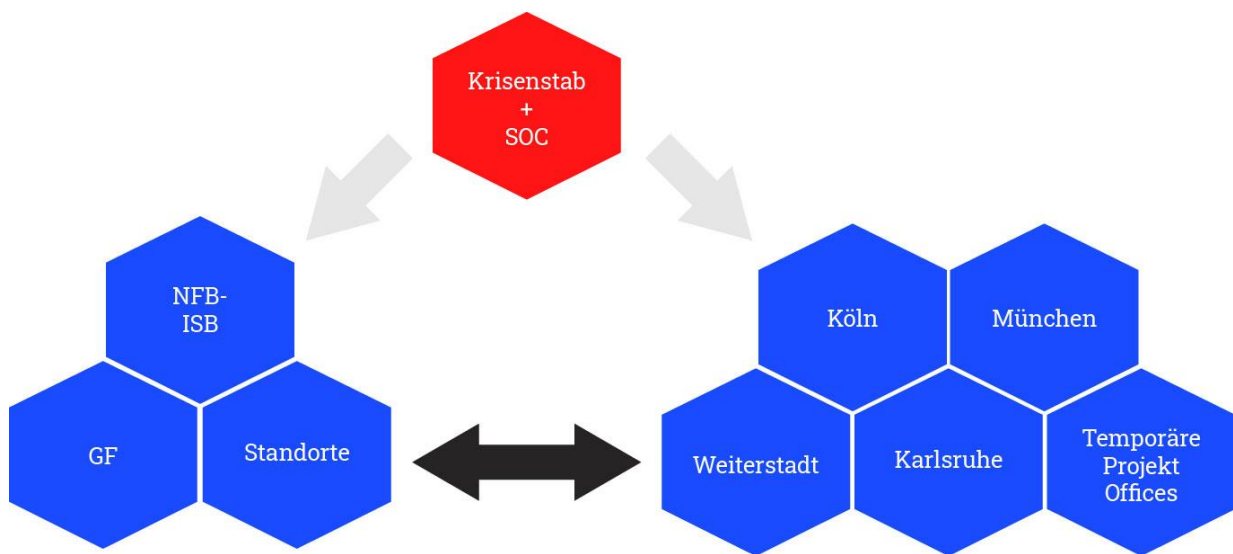 Krisenstab
+
SOC
NFB-
ISB
GF
Standorte
Köln
München
Weiterstadt
Karlsruhe
Temporäre
Projekt
Offices